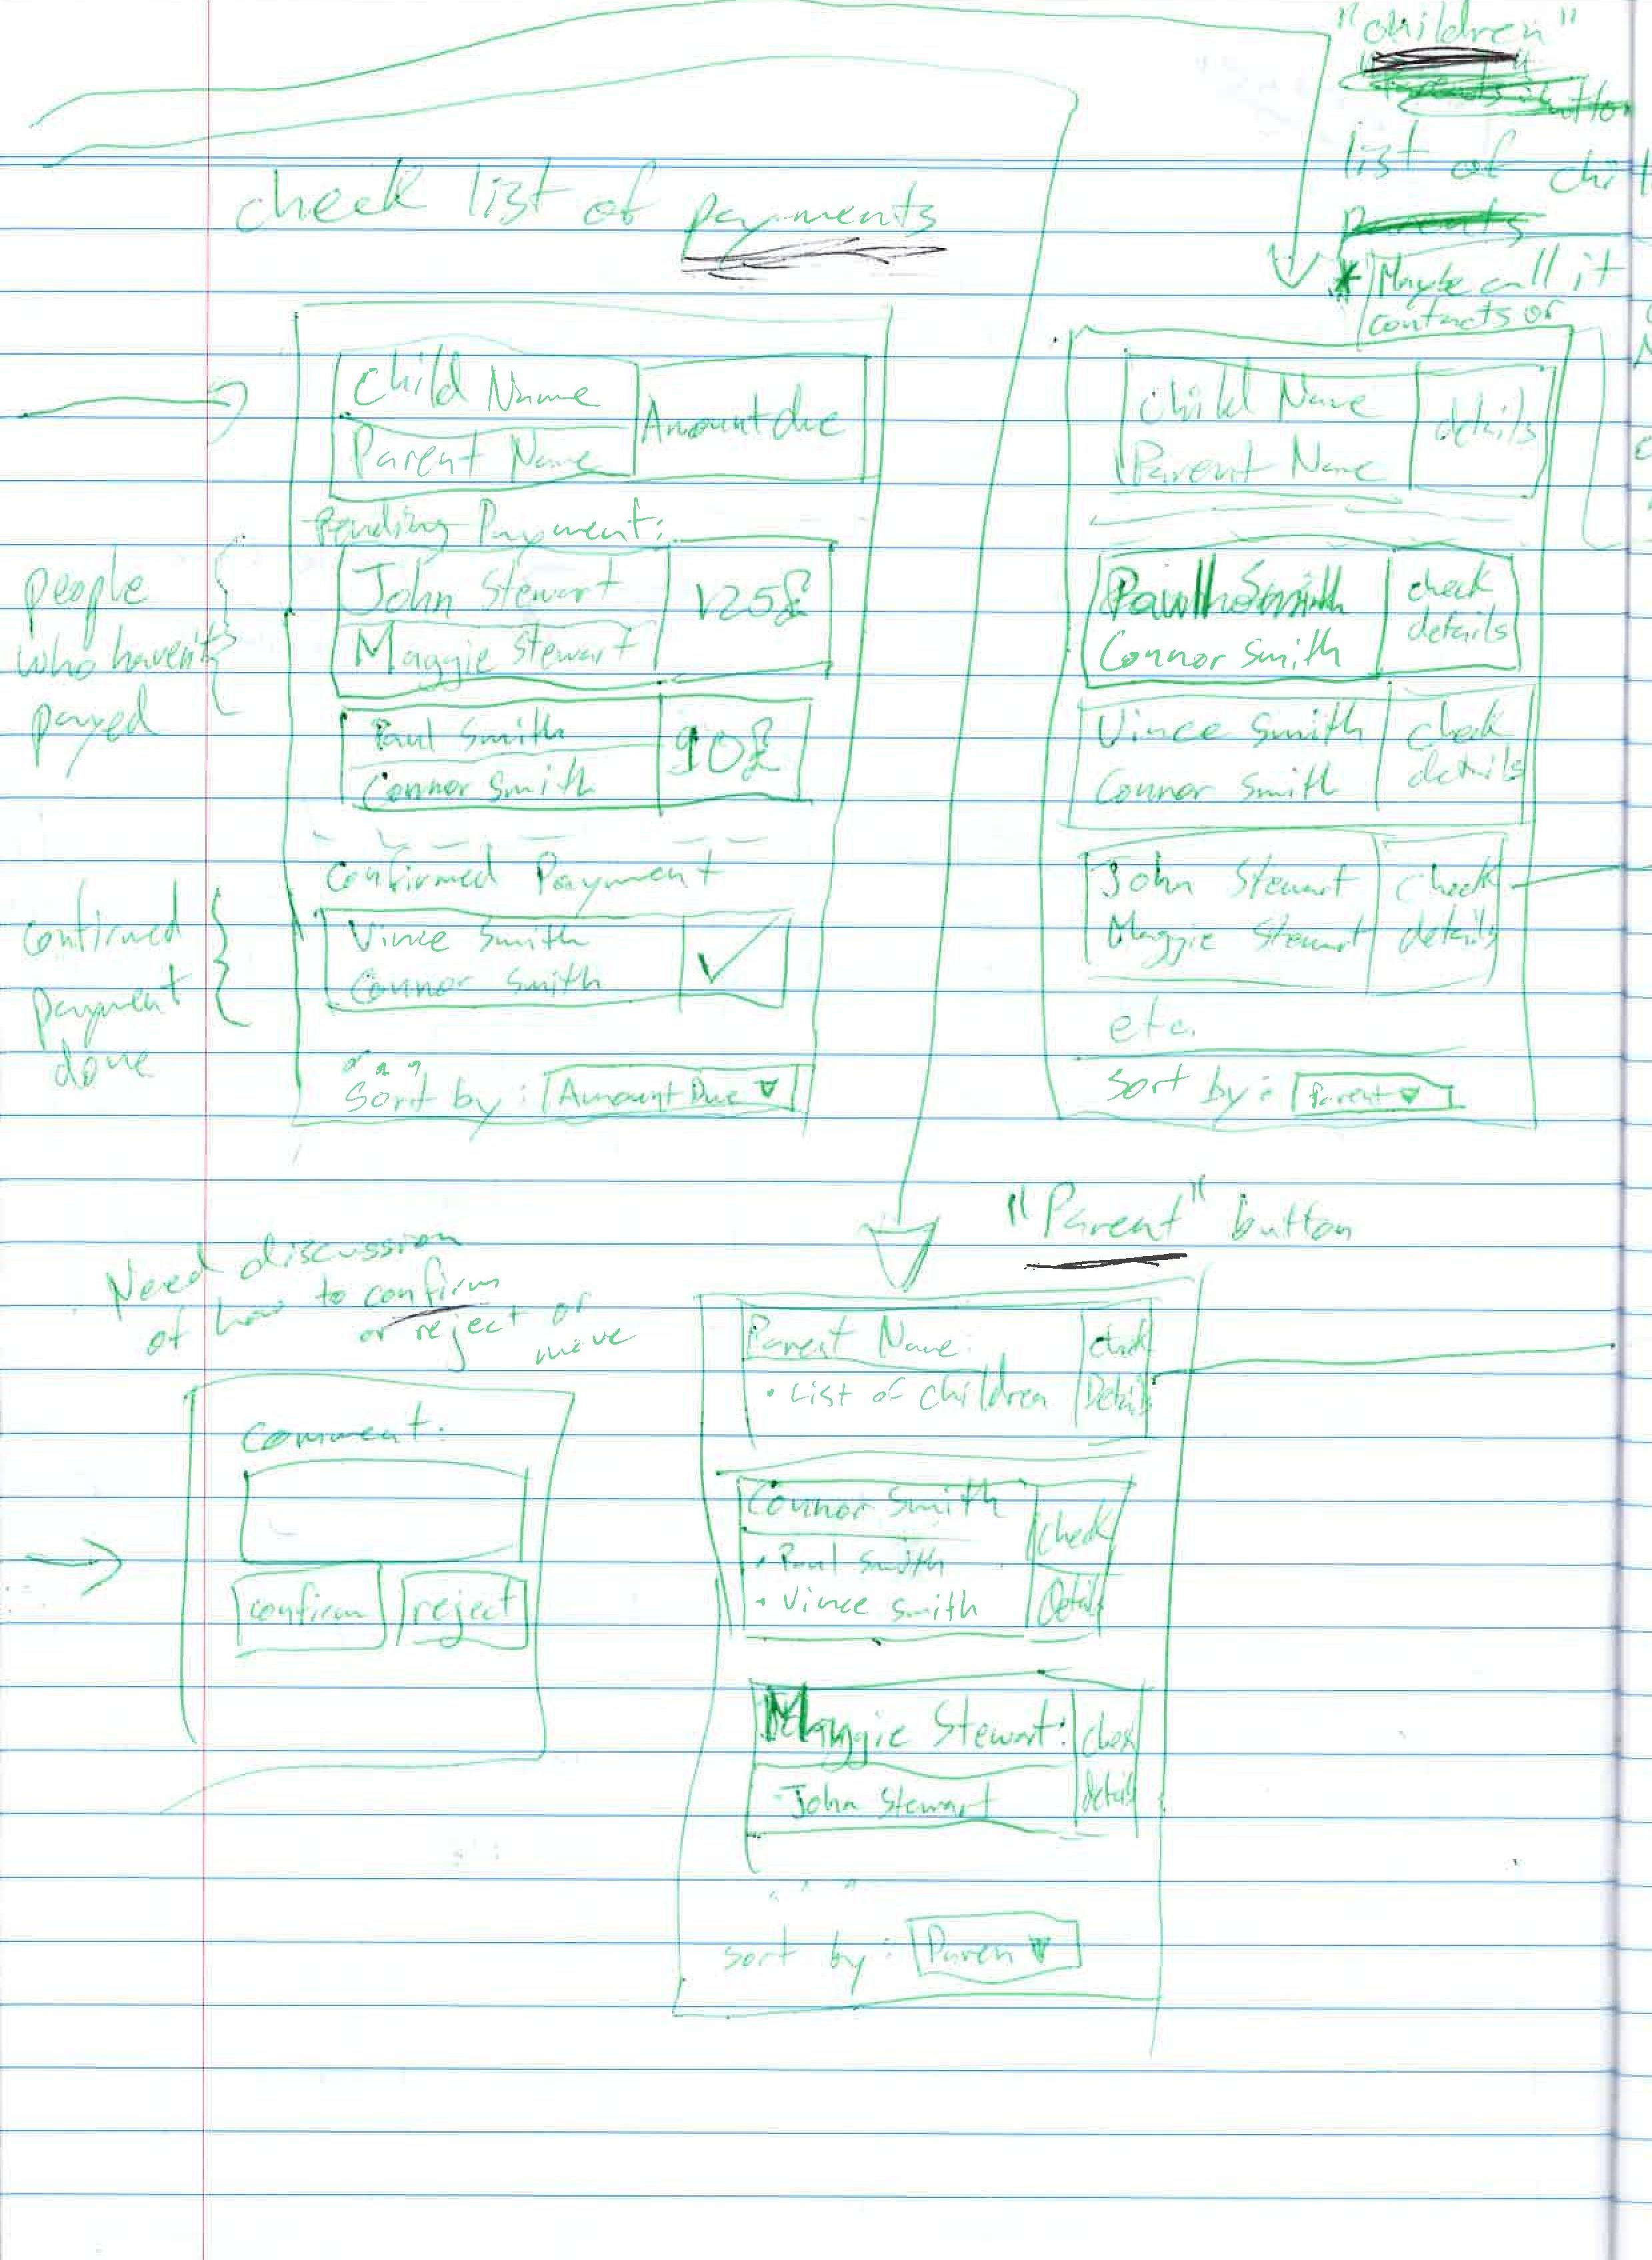 "children"
list of chil
* Maybe call it
contacts or
check list of payments
Child Name
Parent Name
Amount due
Pending Payment:
John Stewart
Maggie Stewart
125£
Paul Smith
Connor Smith
90£
Confirmed Payment
Vince Smith
Connor Smith
✓
Sort by: Amount Due ▼
people
who haven't
payed
confirmed
payment
done
Child Name
Parent Name
details
Paul Smith
Connor Smith
check
details
Vince Smith
Connor Smith
check
details
John Stewart
Maggie Stewart
check
details
etc.
sort by: Parent ▼
Need discussion
of how to confirm
or reject or
move
comment:
confirm
reject
"Parent" button
Parent Name
• List of children
check
Details
Connor Smith
• Paul Smith
• Vince Smith
check
Details
Maggie Stewart:
- John Stewart
check
details
sort by: Paren ▼